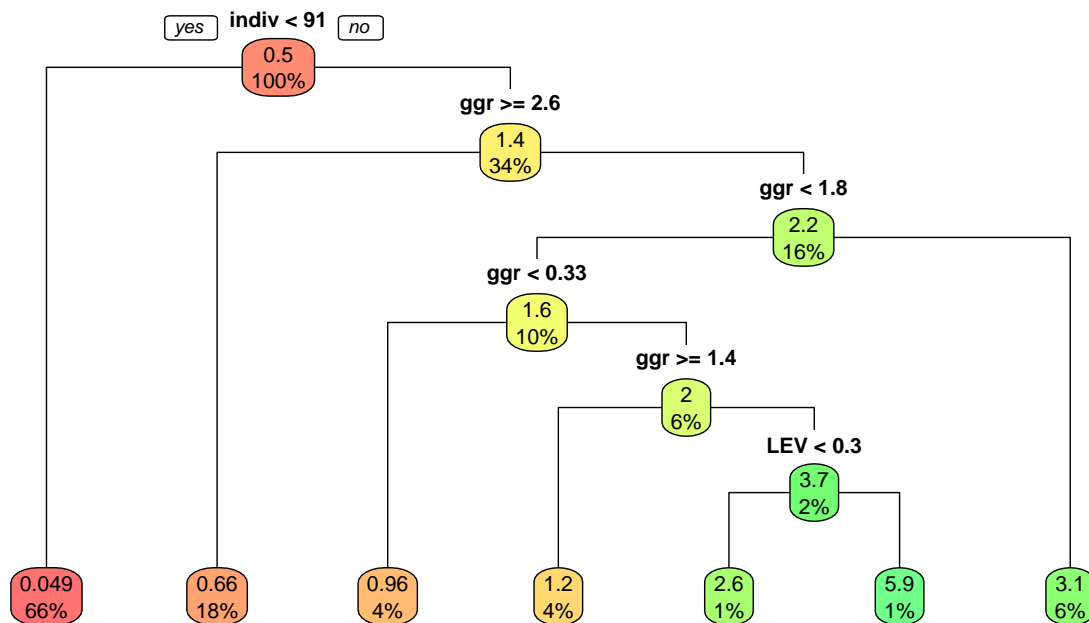 yes indiv < 91 no
0.5
100%
ggr >= 2.6
1.4
34%
ggr < 1.8
2.2
16%
ggr < 0.33
1.6
10%
ggr >= 1.4
2
6%
LEV < 0.3
3.7
2%
0.049 0.66 0.96 1.2 2.6 5.9 3.1
66% 18% 4% 4% 1% 1% 6%